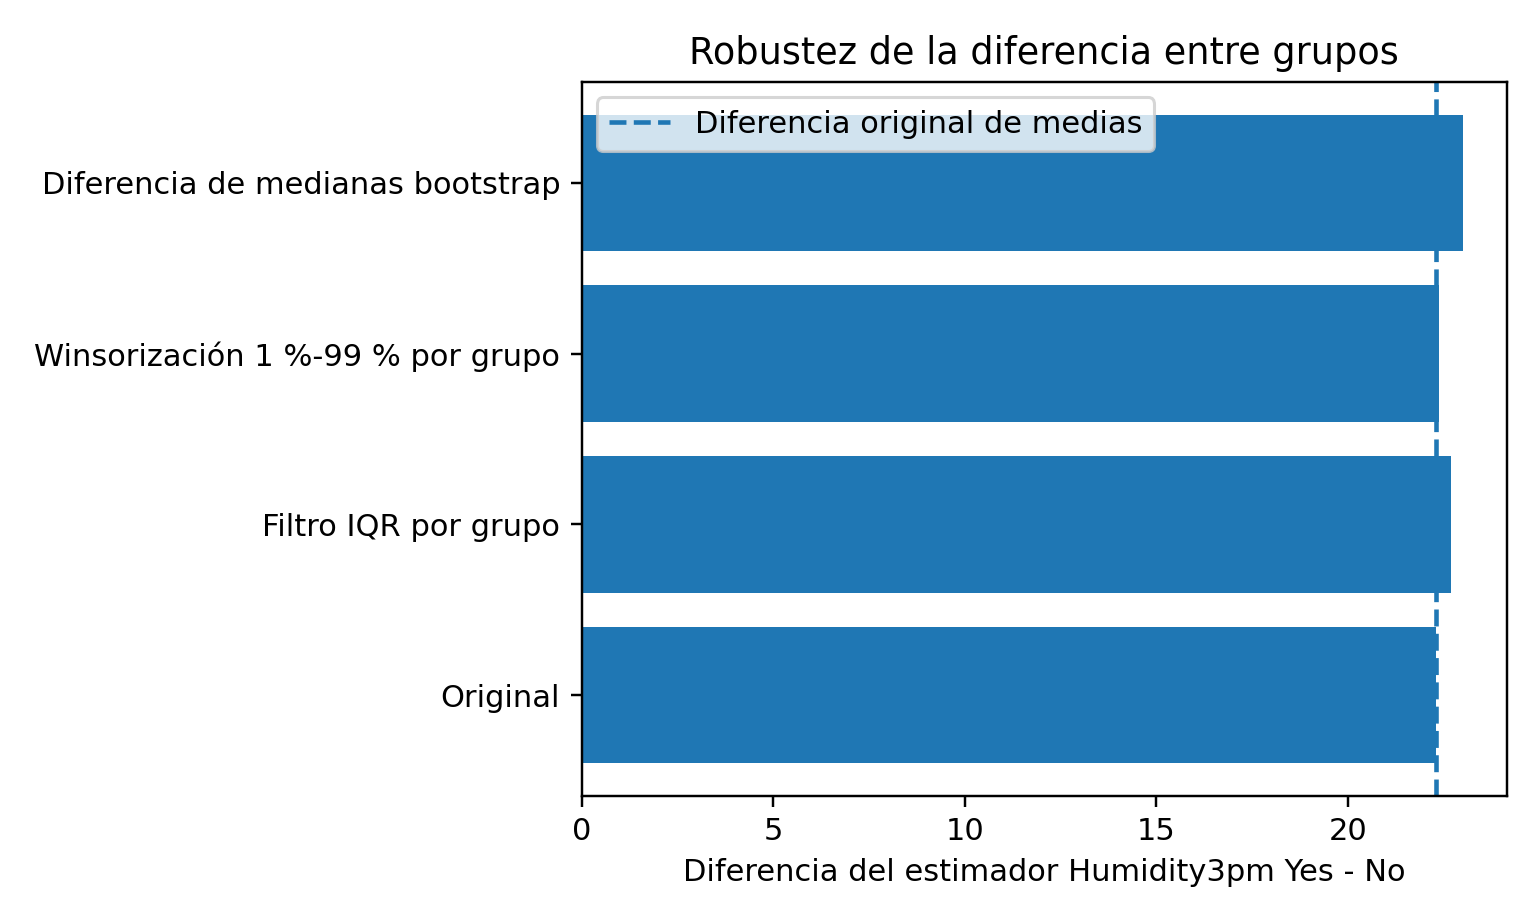 Robustez de la diferencia entre grupos
Diferencia original de medias
Diferencia de medianas bootstrap
Winsorización 1 %-99 % por grupo
Filtro IQR por grupo
Original
0 5 10 15 20
Diferencia del estimador Humidity3pm Yes - No